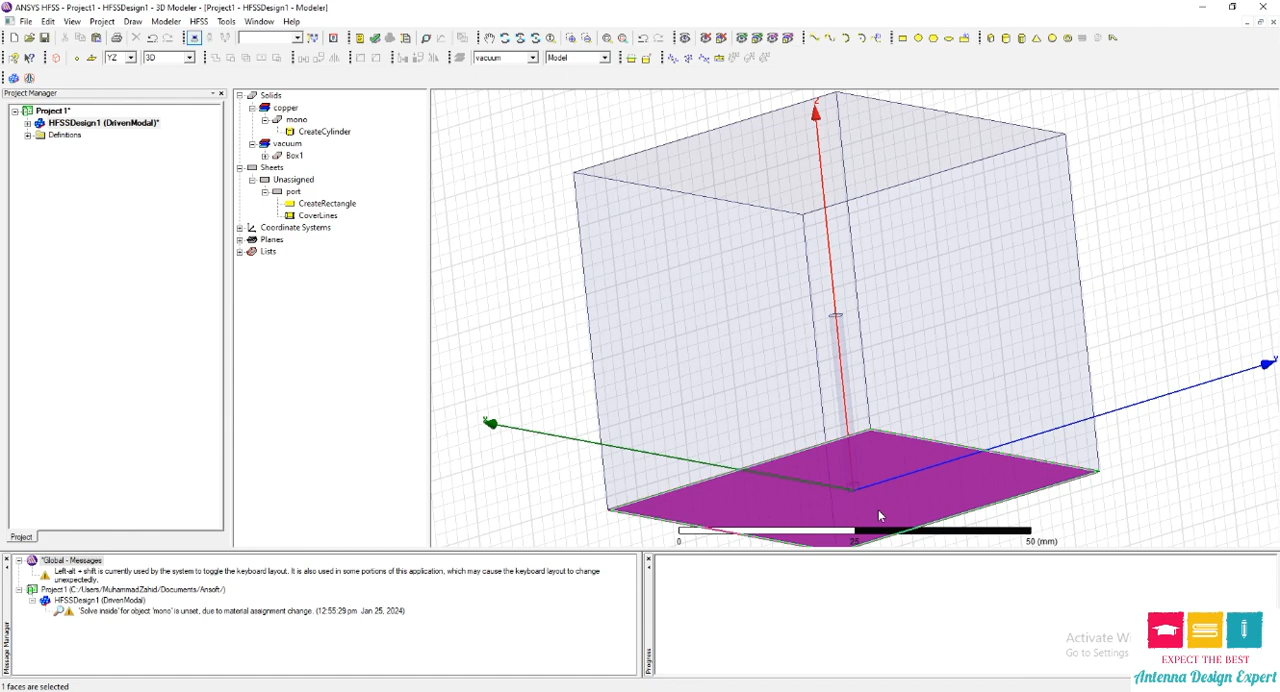 ANSYS HFSS - Project1 - HFSSDesign1 - 3D Modeler - [Project1 - HFSSDesign1 - Modeler]
File Edit View Project Draw Modeler HFSS Tools Window Help
YZ 3D vacuum Model
Project Manager
Project1*
HFSSDesign1 (DrivenModal)*
Definitions
Project
Solids
copper
mono
CreateCylinder
vacuum
Box1
Sheets
Unassigned
port
CreateRectangle
CoverLines
Coordinate Systems
Planes
Lists
Z
0 25 50 (mm)
*Global - Messages
Left-alt + shift is currently used by the system to toggle the keyboard layout. It is also used in some portions of this application, which may cause the keyboard layout to change
unexpectedly.
Project1 (C:/Users/MuhammadZahid/Documents/Ansoft/)
HFSSDesign1 (DrivenModal)
'Solve inside' for object 'mono' is unset, due to material assignment change. (12:55:29 pm Jan 25, 2024)
Message Manager
Progress
Activate Wi
Go to Settings
EXPECT THE BEST
Antenna Design Expert
1 faces are selected